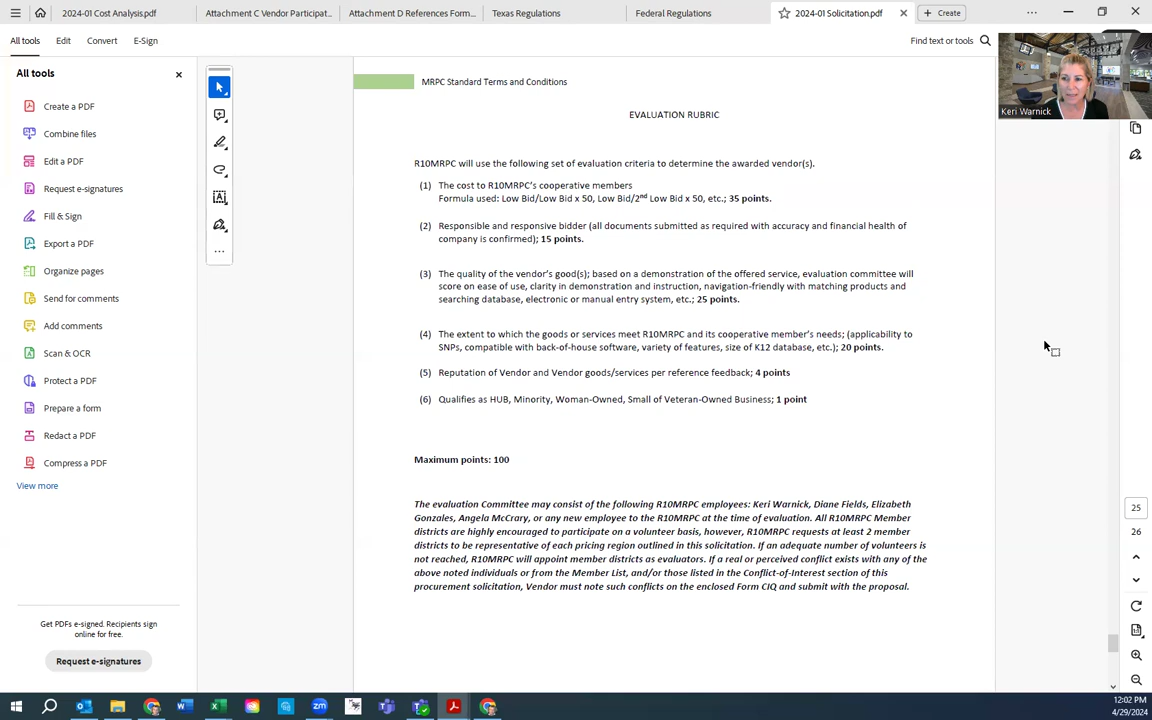 2024-01 Cost Analysis.pdf
Attachment C Vendor Participat...
Attachment D References Form...
Texas Regulations
Federal Regulations
2024-01 Solicitation.pdf
Create
All tools
Edit
Convert
E-Sign
Find text or tools
All tools
Create a PDF
Combine files
Edit a PDF
Request e-signatures
Fill & Sign
Export a PDF
Organize pages
Send for comments
Add comments
Scan & OCR
Protect a PDF
Prepare a form
Redact a PDF
Compress a PDF
View more
Get PDFs e-signed. Recipients sign
online for free.
Request e-signatures
MRPC Standard Terms and Conditions
EVALUATION RUBRIC
R10MRPC will use the following set of evaluation criteria to determine the awarded vendor(s).
(1) The cost to R10MRPC's cooperative members
Formula used: Low Bid/Low Bid x 50, Low Bid/2nd Low Bid x 50, etc.; 35 points.
(2) Responsible and responsive bidder (all documents submitted as required with accuracy and financial health of
company is confirmed); 15 points.
(3) The quality of the vendor's good(s); based on a demonstration of the offered service, evaluation committee will
score on ease of use, clarity in demonstration and instruction, navigation-friendly with matching products and
searching database, electronic or manual entry system, etc.; 25 points.
(4) The extent to which the goods or services meet R10MRPC and its cooperative member's needs; (applicability to
SNPs, compatible with back-of-house software, variety of features, size of K12 database, etc.); 20 points.
(5) Reputation of Vendor and Vendor goods/services per reference feedback; 4 points
(6) Qualifies as HUB, Minority, Woman-Owned, Small of Veteran-Owned Business; 1 point
Maximum points: 100
The evaluation Committee may consist of the following R10MRPC employees: Keri Warnick, Diane Fields, Elizabeth
Gonzales, Angela McCrary, or any new employee to the R10MRPC at the time of evaluation. All R10MRPC Member
districts are highly encouraged to participate on a volunteer basis, however, R10MRPC requests at least 2 member
districts to be representative of each pricing region outlined in this solicitation. If an adequate number of volunteers is
not reached, R10MRPC will appoint member districts as evaluators. If a real or perceived conflict exists with any of the
above noted individuals or from the Member List, and/or those listed in the Conflict-of-Interest section of this
procurement solicitation, Vendor must note such conflicts on the enclosed Form CIQ and submit with the proposal.
Keri Warnick
25
26
12:02 PM
4/29/2024